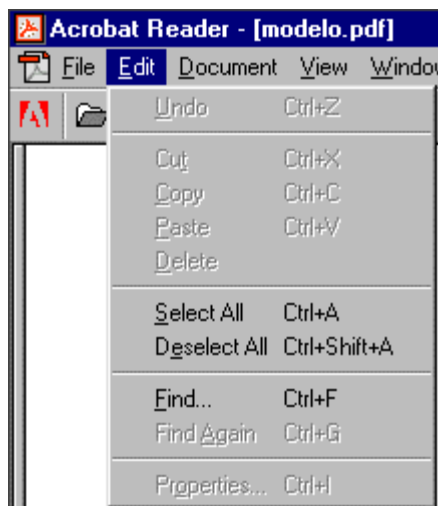 Acrobat Reader - [modelo.pdf]
File Edit Document View Window
Undo Ctrl+Z
Cut Ctrl+X
Copy Ctrl+C
Paste Ctrl+V
Delete
Select All Ctrl+A
Deselect All Ctrl+Shift+A
Find... Ctrl+F
Find Again Ctrl+G
Properties... Ctrl+I